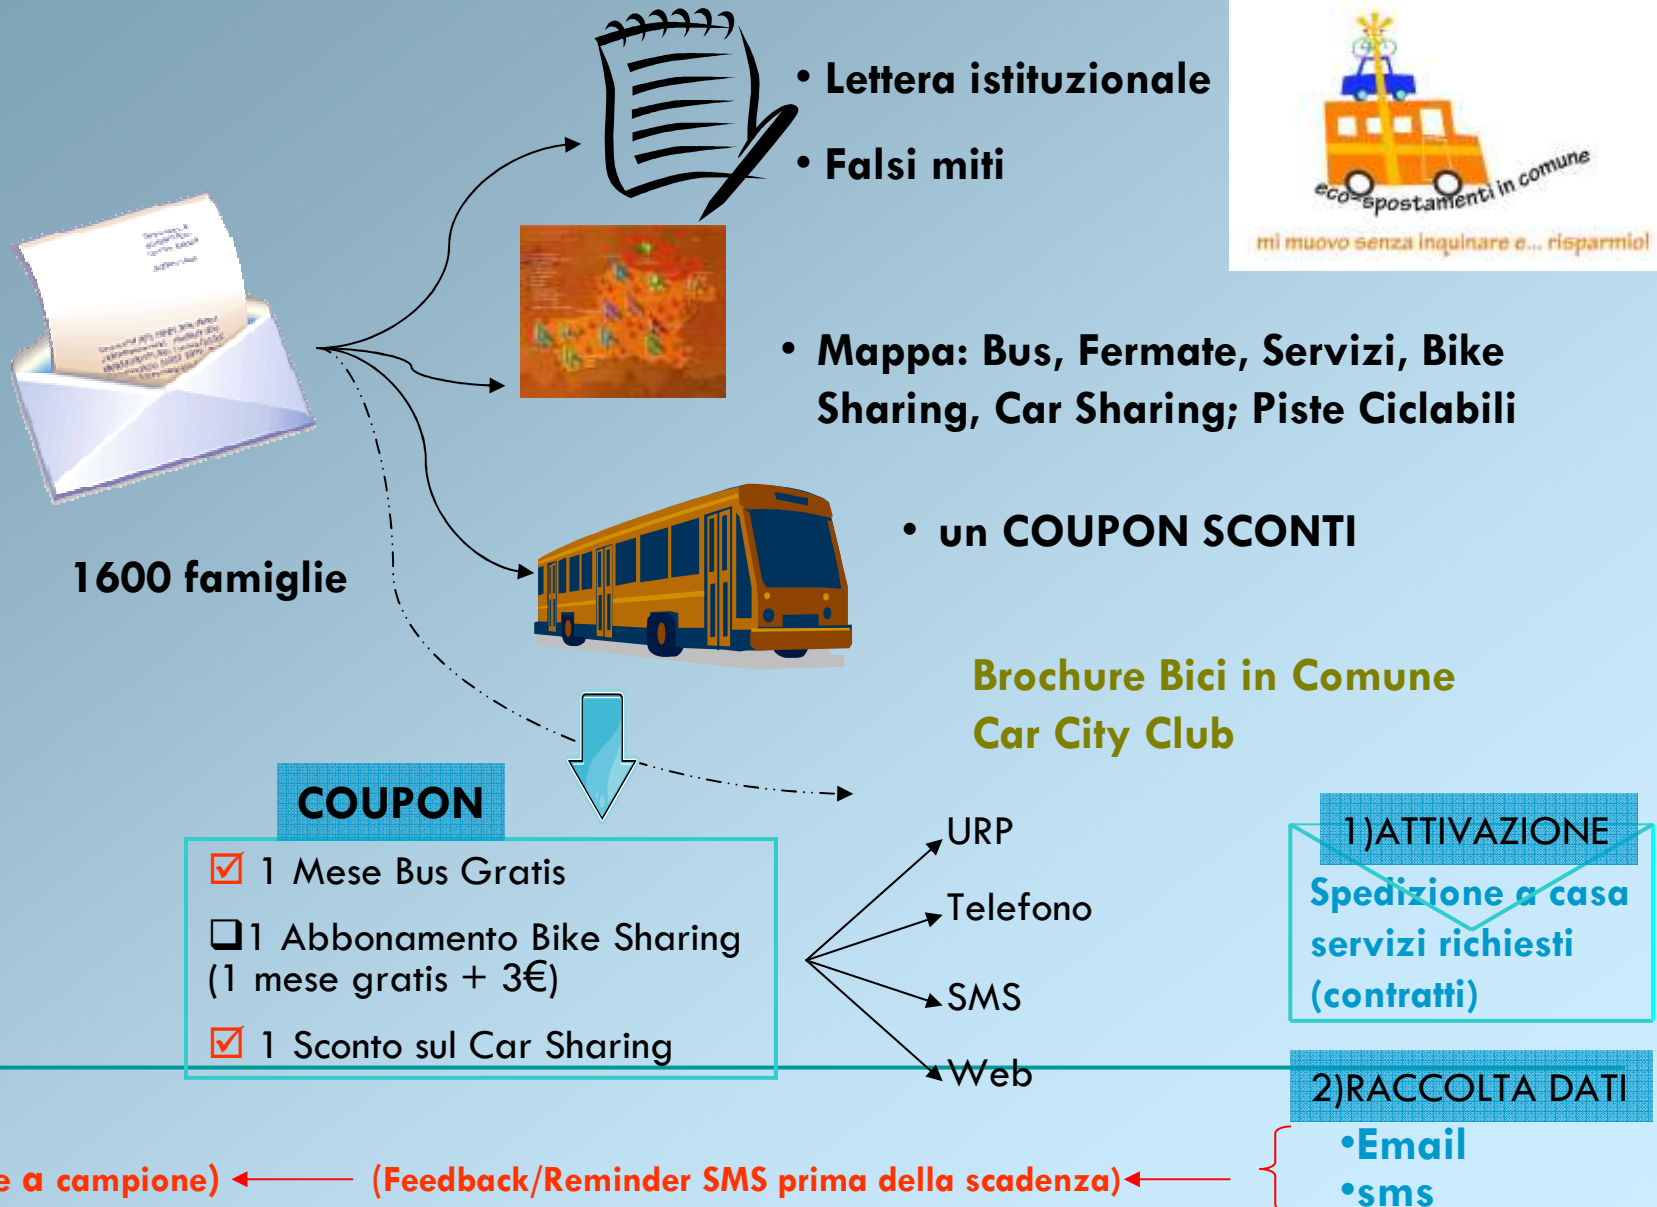 • Lettera istituzionale
• Falsi miti
eco-spostamenti in comune
mi muovo senza inquinare e... risparmio!
• Mappa: Bus, Fermate, Servizi, Bike
Sharing, Car Sharing; Piste Ciclabili
• un COUPON SCONTI
1600 famiglie
Brochure Bici in Comune
Car City Club
COUPON
☑ 1 Mese Bus Gratis
❑1 Abbonamento Bike Sharing
(1 mese gratis + 3€)
☑ 1 Sconto sul Car Sharing
URP
Telefono
SMS
Web
1)ATTIVAZIONE
Spedizione a casa
servizi richiesti
(contratti)
2)RACCOLTA DATI
•Email
•sms
(Feedback/Reminder SMS prima della scadenza)
e a campione)